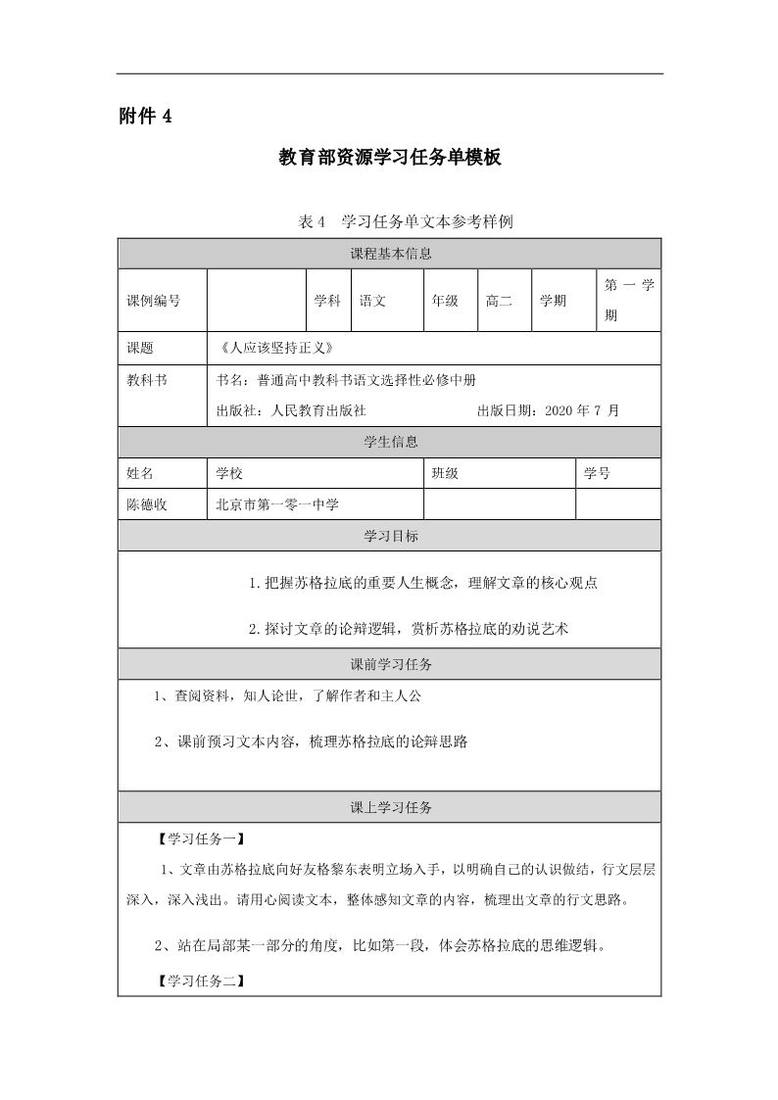 附件 4
教育部资源学习任务单模板
表 4　学习任务单文本参考样例
课程基本信息
课例编号 学科 语文 年级 高二 学期 第一学
期
课题 《人应该坚持正义》
教科书 书名：普通高中教科书语文选择性必修中册
出版社：人民教育出版社 出版日期：2020 年 7 月
学生信息
姓名 学校 班级 学号
陈德收 北京市第一零一中学
学习目标
1.把握苏格拉底的重要人生概念，理解文章的核心观点
2.探讨文章的论辩逻辑，赏析苏格拉底的劝说艺术
课前学习任务
1、查阅资料，知人论世，了解作者和主人公
2、课前预习文本内容，梳理苏格拉底的论辩思路
课上学习任务
【学习任务一】
1、文章由苏格拉底向好友格黎东表明立场入手，以明确自己的认识做结，行文层层
深入，深入浅出。请用心阅读文本，整体感知文章的内容，梳理出文章的行文思路。
2、站在局部某一部分的角度，比如第一段，体会苏格拉底的思维逻辑。
【学习任务二】